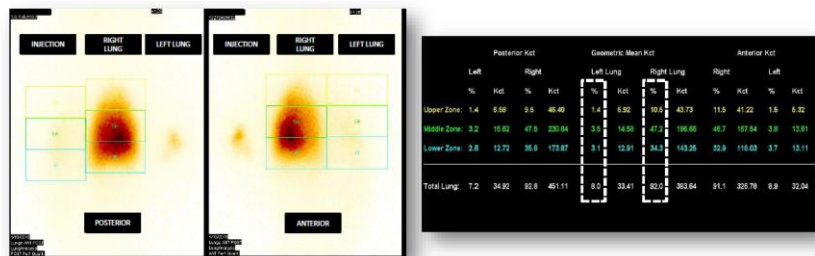 INJECTION
RIGHT LUNG
LEFT LUNG
POSTERIOR
INJECTION
RIGHT LUNG
LEFT LUNG
ANTERIOR
Posterior Kct Geometric Mean Kct Anterior Kct
Left Right Left Lung Right Lung Right Left
% Kct % Kct % Kct % Kct % Kct % Kct
Upper Zone: 1.4 6.58 9.5 46.40 1.4 5.92 10.5 43.73 11.5 41.22 1.5 5.32
Middle Zone: 3.2 15.62 47.5 230.84 3.5 14.58 47.2 196.66 46.7 167.54 3.8 13.61
Lower Zone: 2.6 12.72 35.8 173.87 3.1 12.91 34.3 143.25 32.9 118.03 3.7 13.11
Total Lung: 7.2 34.92 92.8 451.11 8.0 33.41 92.0 383.64 91.1 326.78 8.9 32.04